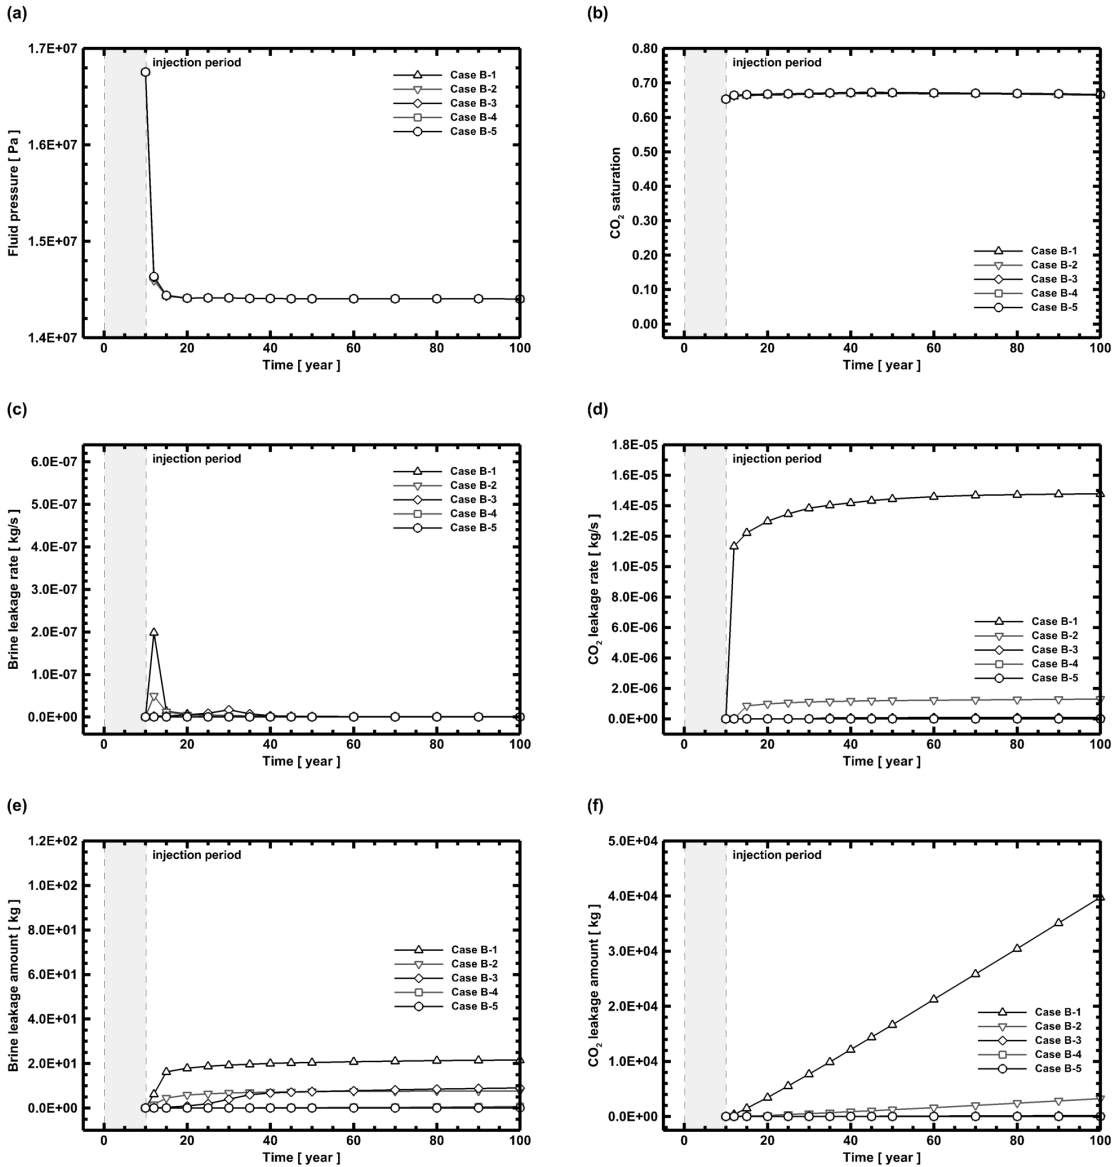 (a)
1.7E+07
1.6E+07
1.5E+07
1.4E+07
Fluid pressure [ Pa ]
injection period
Case B-1
Case B-2
Case B-3
Case B-4
Case B-5
0 20 40 60 80 100
Time [ year ]
(b)
0.80
0.70
0.60
0.50
0.40
0.30
0.20
0.10
0.00
CO₂ saturation
injection period
Case B-1
Case B-2
Case B-3
Case B-4
Case B-5
0 20 40 60 80 100
Time [ year ]
(c)
6.0E-07
5.0E-07
4.0E-07
3.0E-07
2.0E-07
1.0E-07
0.0E+00
Brine leakage rate [ kg/s ]
injection period
Case B-1
Case B-2
Case B-3
Case B-4
Case B-5
0 20 40 60 80 100
Time [ year ]
(d)
1.8E-05
1.6E-05
1.4E-05
1.2E-05
1.0E-05
8.0E-06
6.0E-06
4.0E-06
2.0E-06
0.0E+00
CO₂ leakage rate [ kg/s ]
injection period
Case B-1
Case B-2
Case B-3
Case B-4
Case B-5
0 20 40 60 80 100
Time [ year ]
(e)
1.2E+02
1.0E+02
8.0E+01
6.0E+01
4.0E+01
2.0E+01
0.0E+00
Brine leakage amount [ kg ]
injection period
Case B-1
Case B-2
Case B-3
Case B-4
Case B-5
0 20 40 60 80 100
Time [ year ]
(f)
5.0E+04
4.0E+04
3.0E+04
2.0E+04
1.0E+04
0.0E+00
CO₂ leakage amount [ kg ]
injection period
Case B-1
Case B-2
Case B-3
Case B-4
Case B-5
0 20 40 60 80 100
Time [ year ]